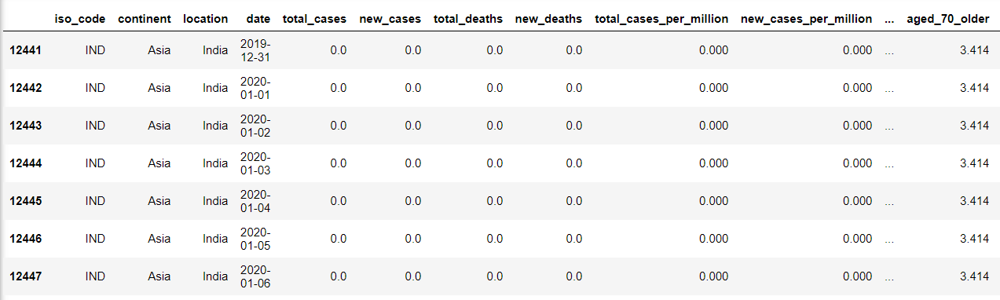 iso_code continent location date total_cases new_cases total_deaths new_deaths total_cases_per_million new_cases_per_million ... aged_70_older
12441 IND Asia India 2019-12-31 0.0 0.0 0.0 0.0 0.000 0.000 ... 3.414
12442 IND Asia India 2020-01-01 0.0 0.0 0.0 0.0 0.000 0.000 ... 3.414
12443 IND Asia India 2020-01-02 0.0 0.0 0.0 0.0 0.000 0.000 ... 3.414
12444 IND Asia India 2020-01-03 0.0 0.0 0.0 0.0 0.000 0.000 ... 3.414
12445 IND Asia India 2020-01-04 0.0 0.0 0.0 0.0 0.000 0.000 ... 3.414
12446 IND Asia India 2020-01-05 0.0 0.0 0.0 0.0 0.000 0.000 ... 3.414
12447 IND Asia India 2020-01-06 0.0 0.0 0.0 0.0 0.000 0.000 ... 3.414